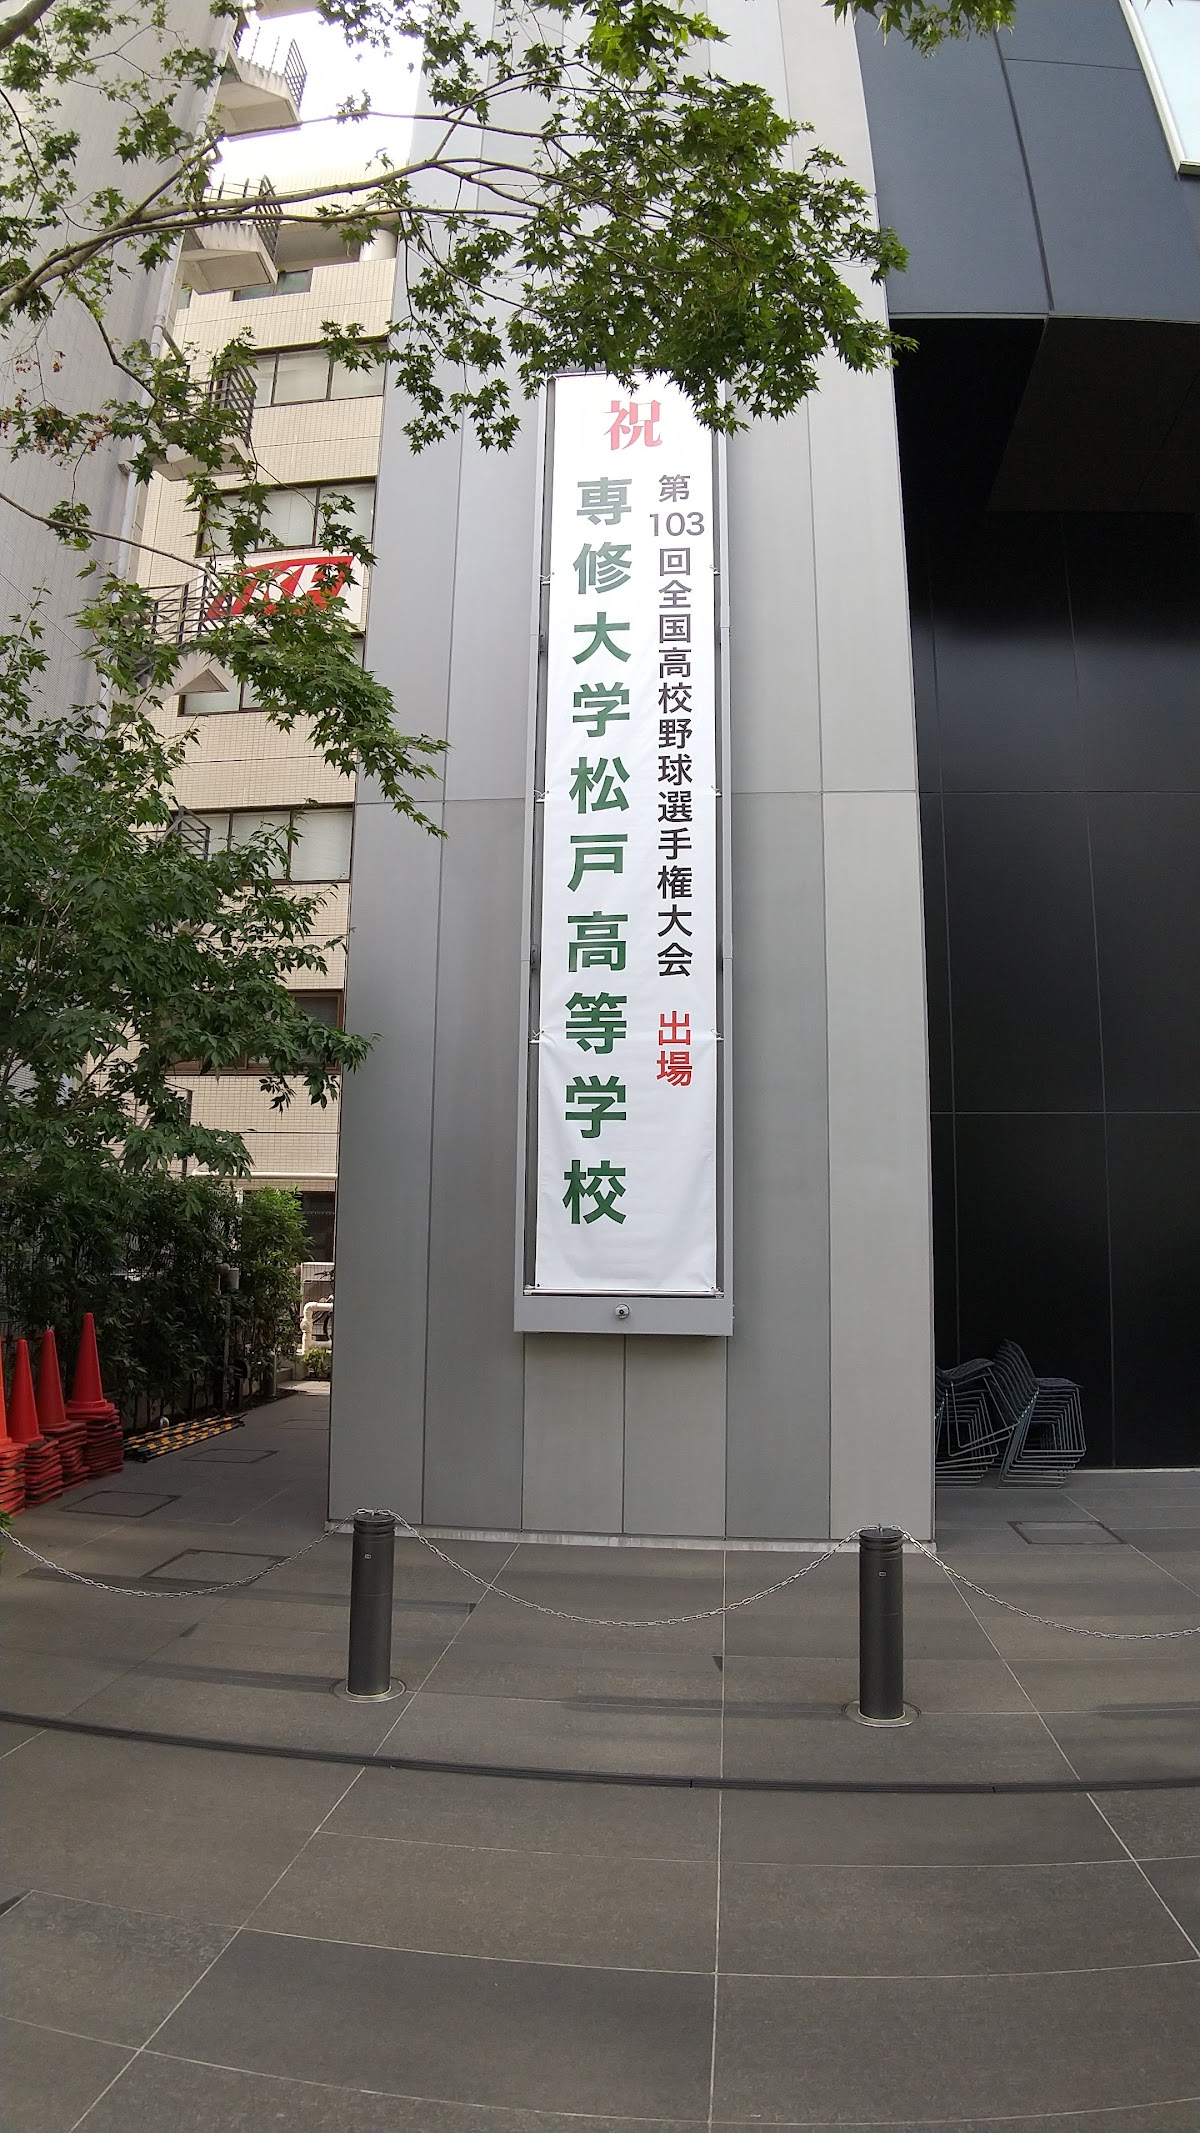 祝
第103回全国高校野球選手権大会 出場
専修大学松戸高等学校